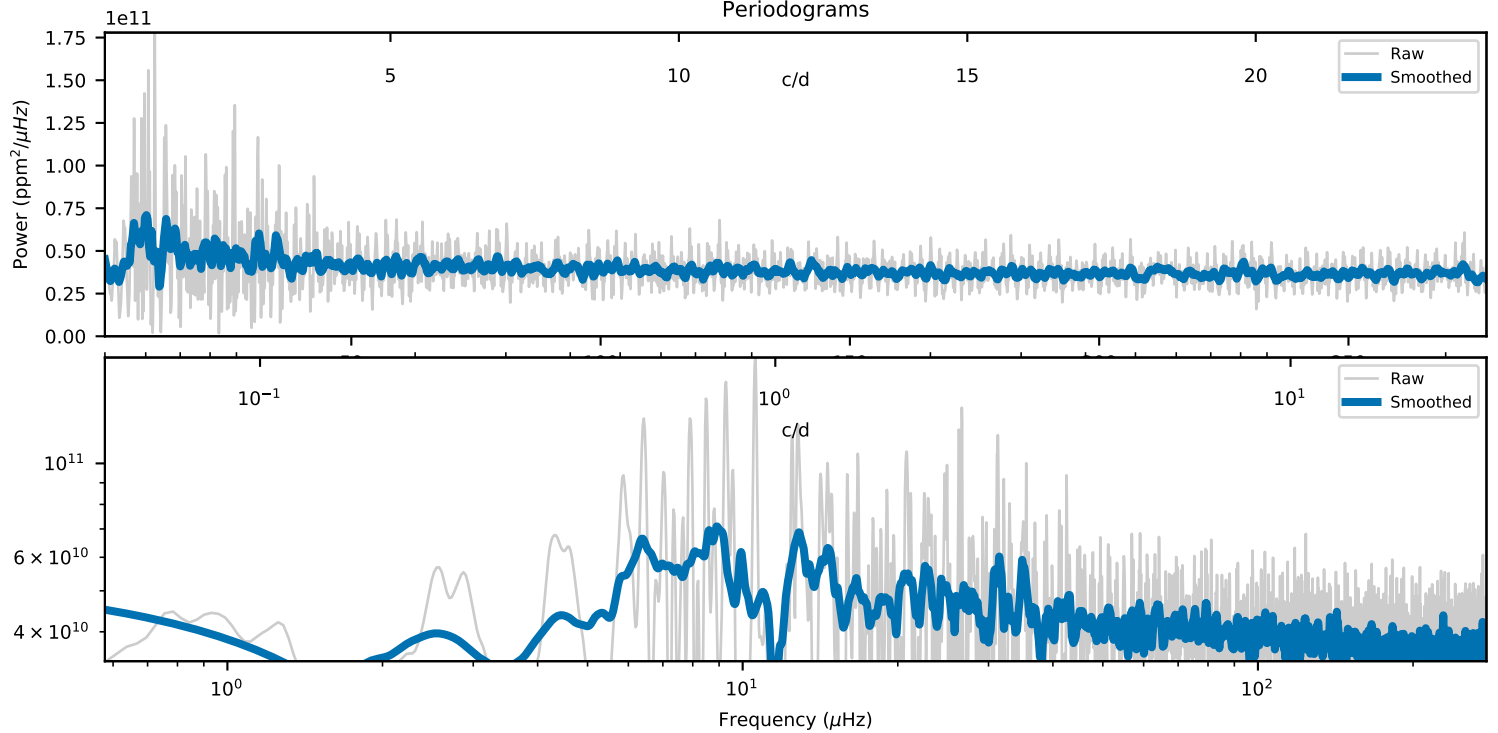 Periodograms
1e11
1.75
1.50
1.25
1.00
0.75
0.50
0.25
0.00
Power (ppm²/μHz)
5
10
c/d
15
20
Raw
Smoothed
10⁻¹
10⁰
10¹
c/d
Raw
Smoothed
10¹¹
6 × 10¹⁰
4 × 10¹⁰
10⁰
10¹
10²
Frequency (μHz)